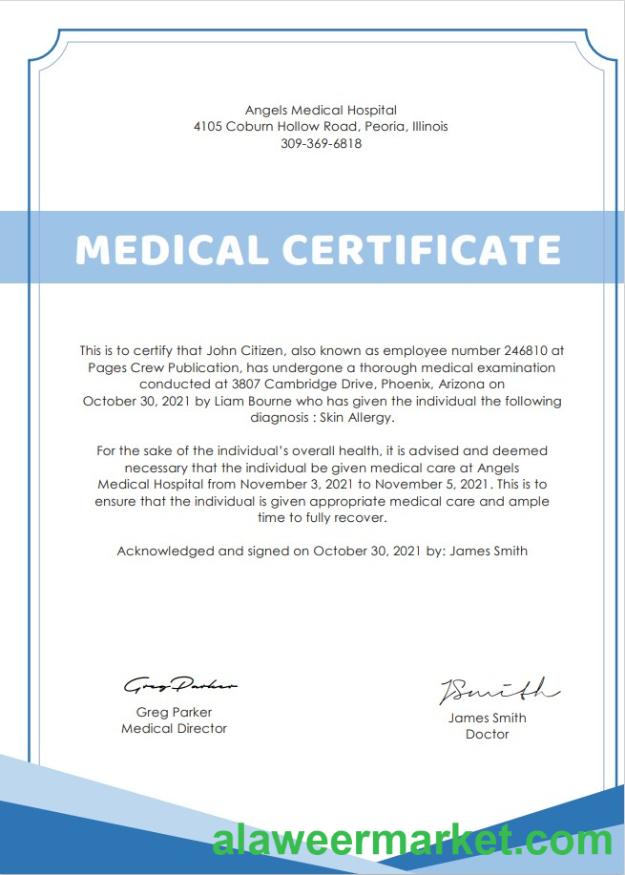 Angels Medical Hospital
4105 Coburn Hollow Road, Peoria, Illinois
309-369-6818
MEDICAL CERTIFICATE
This is to certify that John Citizen, also known as employee number 246810 at
Pages Crew Publication, has undergone a thorough medical examination
conducted at 3807 Cambridge Drive, Phoenix, Arizona on
October 30, 2021 by Liam Bourne who has given the individual the following
diagnosis : Skin Allergy.
For the sake of the individual's overall health, it is advised and deemed
necessary that the individual be given medical care at Angels
Medical Hospital from November 3, 2021 to November 5, 2021. This is to
ensure that the individual is given appropriate medical care and ample
time to fully recover.
Acknowledged and signed on October 30, 2021 by: James Smith
Greg Parker
Greg Parker
Medical Director
JSmith
James Smith
Doctor
alaweermarket.com